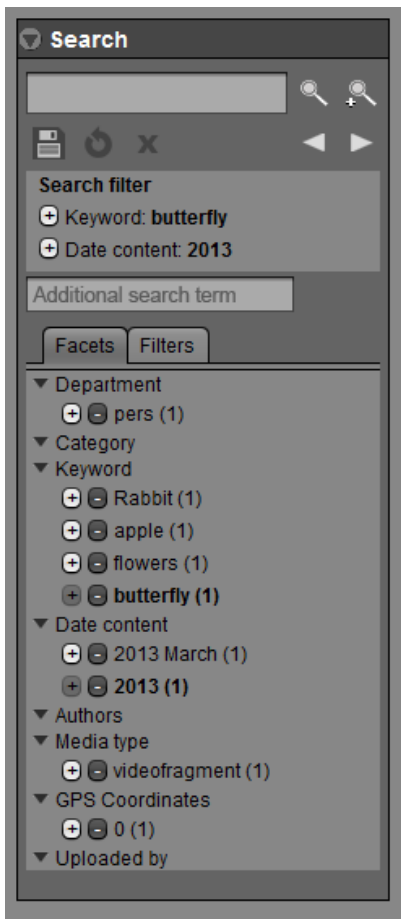 Search
Search filter
+ Keyword: butterfly
+ Date content: 2013
Additional search term
Facets Filters
Department
+ - pers (1)
Category
Keyword
+ - Rabbit (1)
+ - apple (1)
+ - flowers (1)
+ - butterfly (1)
Date content
+ - 2013 March (1)
+ - 2013 (1)
Authors
Media type
+ - videofragment (1)
GPS Coordinates
+ - 0 (1)
Uploaded by